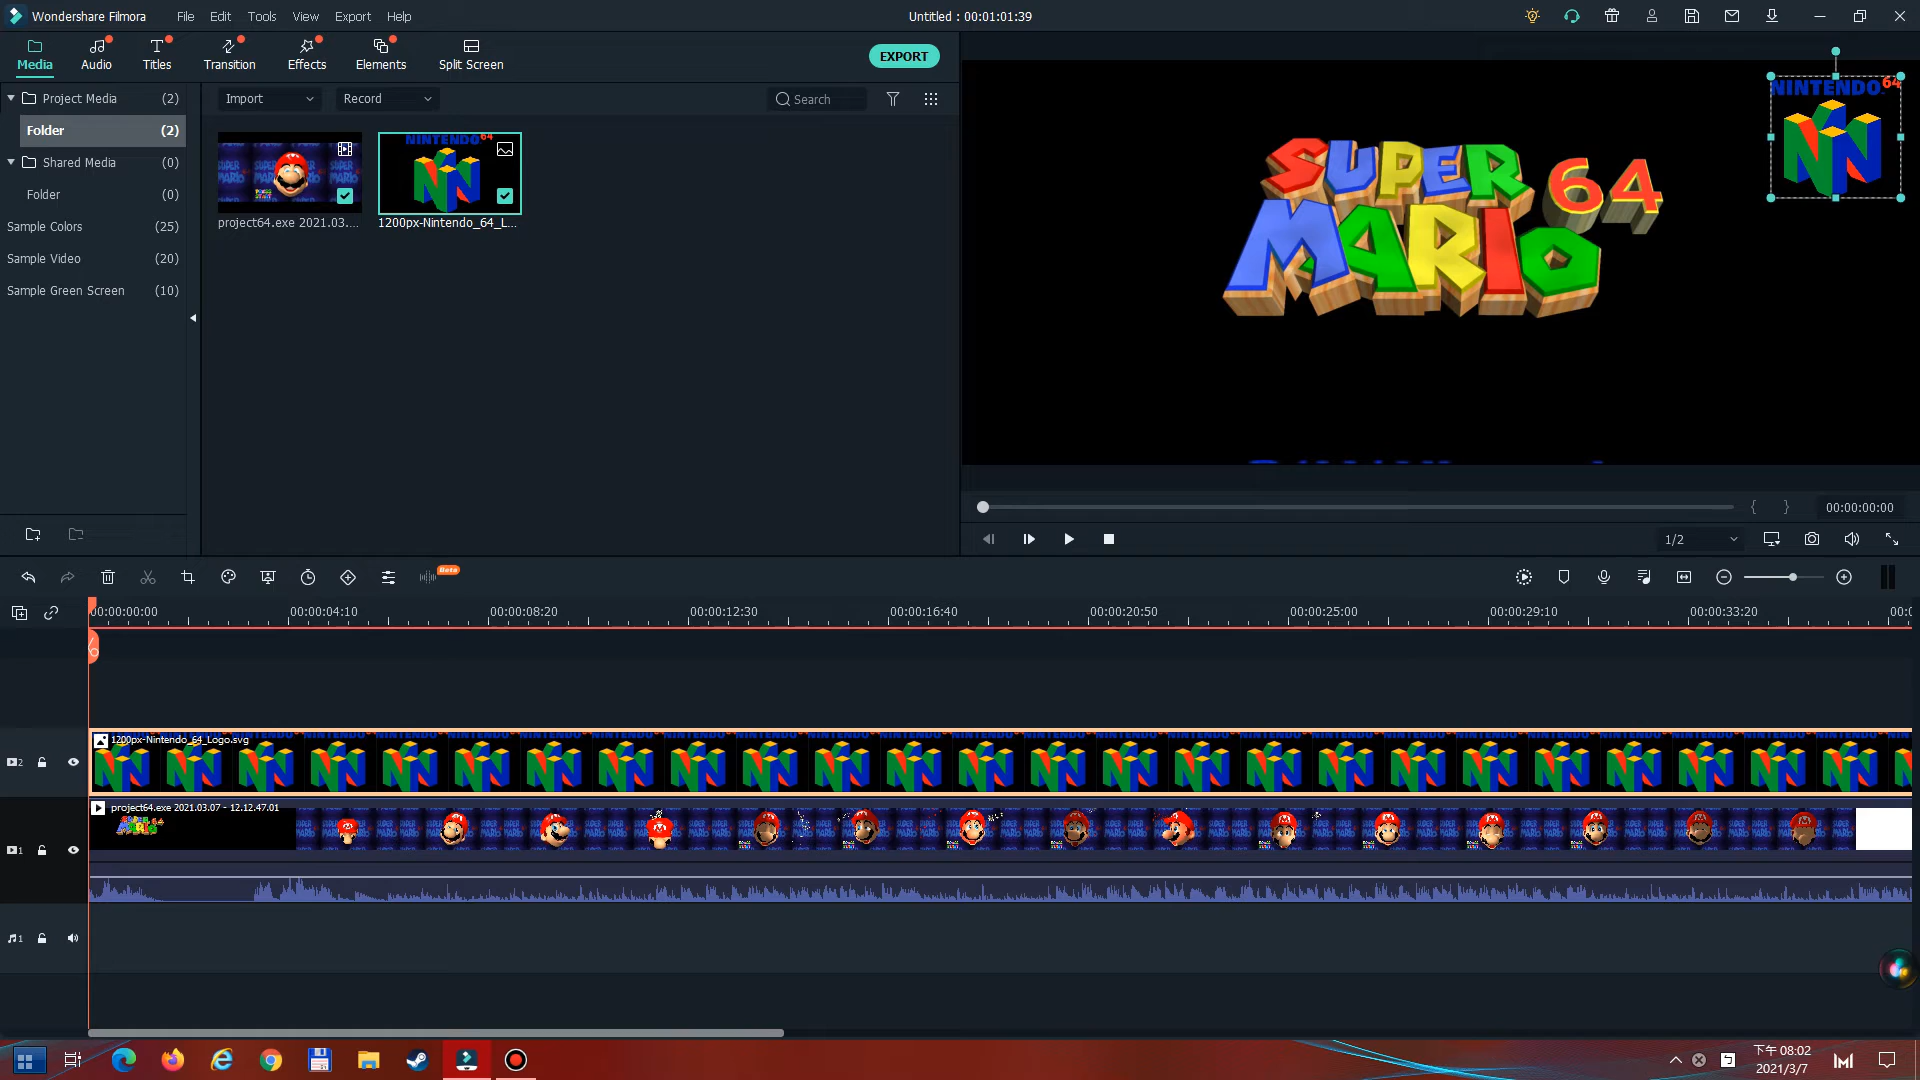 Wondershare Filmora File Edit Tools View Export Help
Untitled : 00:01:01:39
Media Audio Titles Transition Effects Elements Split Screen
EXPORT
Project Media (2)
Folder (2)
Shared Media (0)
Folder (0)
Sample Colors (25)
Sample Video (20)
Sample Green Screen (10)
Import Record Search
project64.exe 2021.03....
NINTENDO 64
1200px-Nintendo_64_L...
SUPER
MARIO 64
NINTENDO 64
{ } 00:00:00:00
1/2
Beta
00:00:00:00 00:00:04:10 00:00:08:20 00:00:12:30 00:00:16:40 00:00:20:50 00:00:25:00 00:00:29:10 00:00:33:20
2
1200px-Nintendo_64_Logo.svg
1
project64.exe 2021.03.07 - 12.12.47.01
1
下午 08:02
2021/3/7
ㄅ